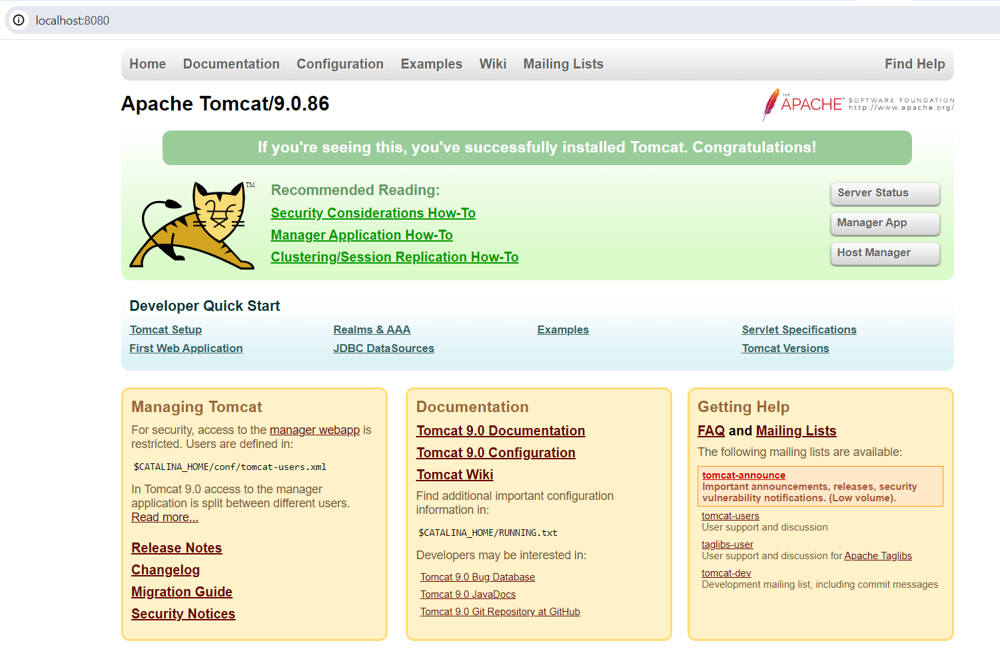 localhost:8080
Home Documentation Configuration Examples Wiki Mailing Lists Find Help
Apache Tomcat/9.0.86
THE APACHE SOFTWARE FOUNDATION
http://www.apache.org/
If you're seeing this, you've successfully installed Tomcat. Congratulations!
TM
Recommended Reading:
Security Considerations How-To
Manager Application How-To
Clustering/Session Replication How-To
Server Status
Manager App
Host Manager
Developer Quick Start
Tomcat Setup
First Web Application
Realms & AAA
JDBC DataSources
Examples
Servlet Specifications
Tomcat Versions
Managing Tomcat
For security, access to the manager webapp is
restricted. Users are defined in:
$CATALINA_HOME/conf/tomcat-users.xml
In Tomcat 9.0 access to the manager
application is split between different users.
Read more...
Release Notes
Changelog
Migration Guide
Security Notices
Documentation
Tomcat 9.0 Documentation
Tomcat 9.0 Configuration
Tomcat Wiki
Find additional important configuration
information in:
$CATALINA_HOME/RUNNING.txt
Developers may be interested in:
Tomcat 9.0 Bug Database
Tomcat 9.0 JavaDocs
Tomcat 9.0 Git Repository at GitHub
Getting Help
FAQ and Mailing Lists
The following mailing lists are available:
tomcat-announce
Important announcements, releases, security
vulnerability notifications. (Low volume).
tomcat-users
User support and discussion
taglibs-user
User support and discussion for Apache Taglibs
tomcat-dev
Development mailing list, including commit messages